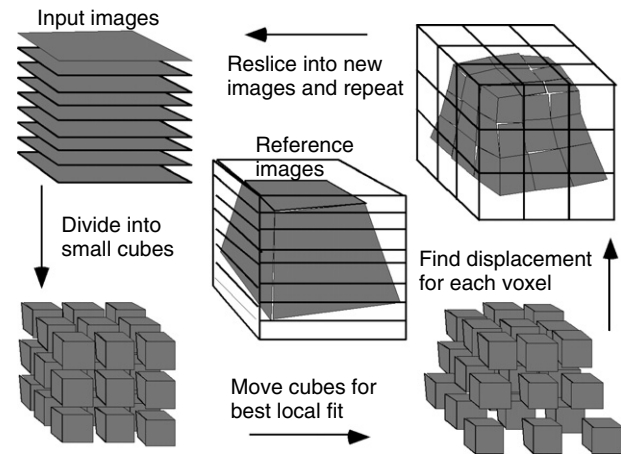 Input images
Reslice into new
images and repeat
Reference
images
Divide into
small cubes
Find displacement
for each voxel
Move cubes for
best local fit